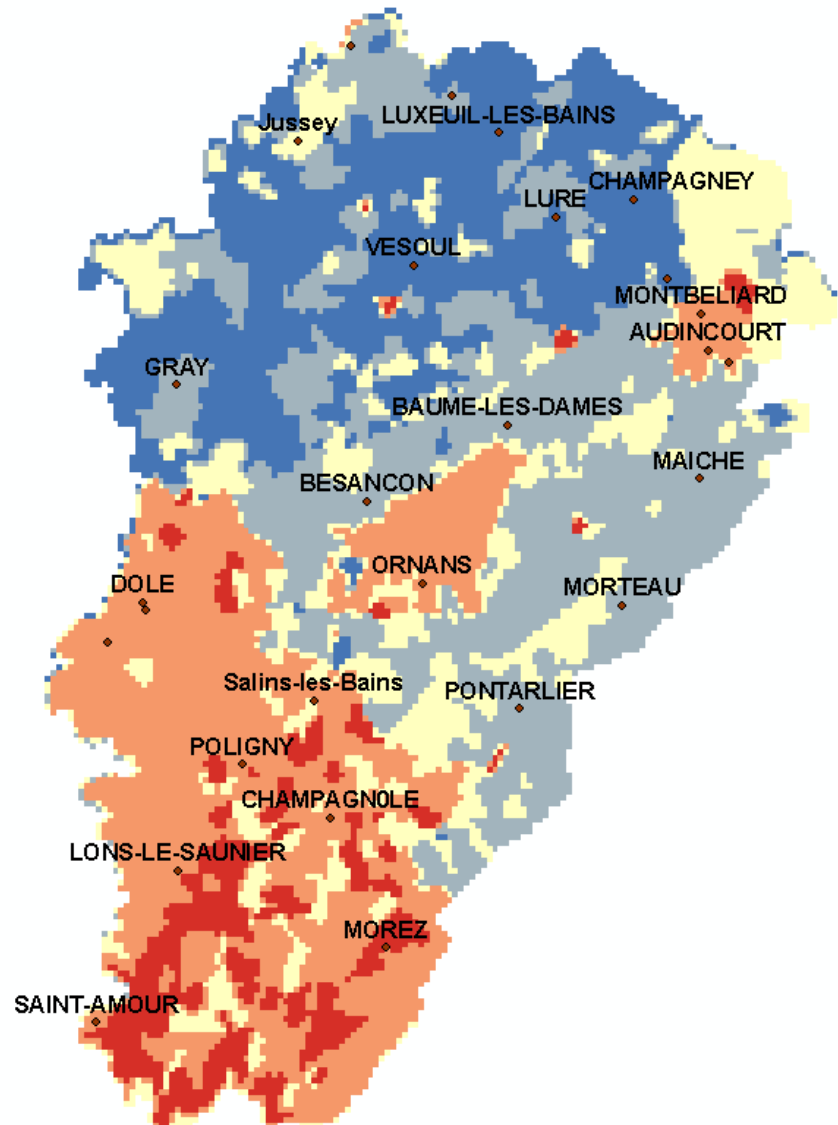 LUXEUIL-LES-BAINS
Jussey
CHAMPAGNEY
LURE
VESOUL
MONTBELIARD
AUDINCOURT
GRAY
BAUME-LES-DAMES
MAICHE
BESANCON
ORNANS
DOLE
MORTEAU
Salins-les-Bains
PONTARLIER
POLIGNY
CHAMPAGN0LE
LONS-LE-SAUNIER
MOREZ
SAINT-AMOUR